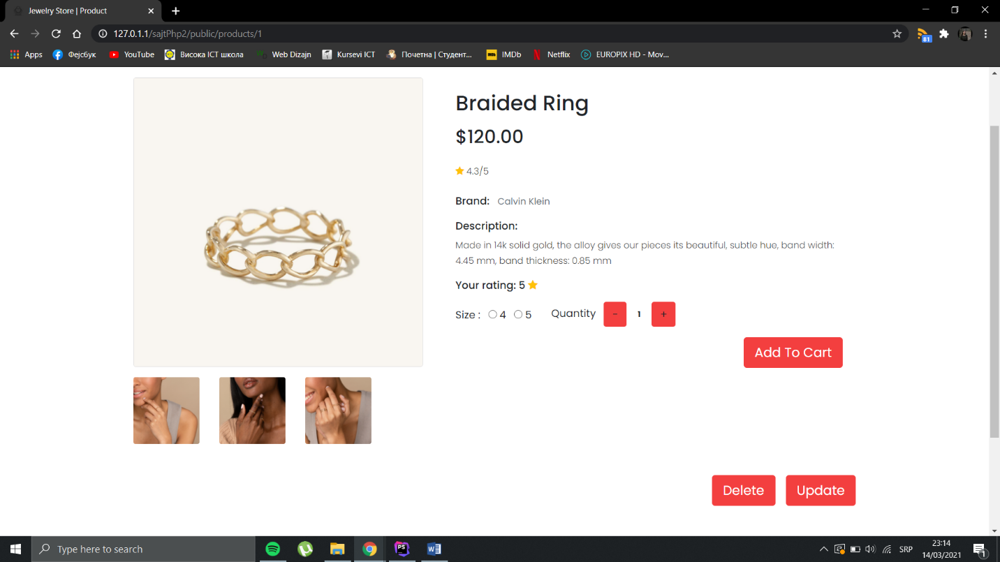 Jewelry Store | Product
127.0.1.1/sajtPhp2/public/products/1
81
Apps Фејсбук YouTube Висока ICT школа Web Dizajn Kursevi ICT Почетна | Студент... IMDb Netflix EUROPIX HD - Mov...
Braided Ring
$120.00
4.3/5
Brand: Calvin Klein
Description:
Made in 14k solid gold, the alloy gives our pieces its beautiful, subtle hue, band width:
4.45 mm, band thickness: 0.85 mm
Your rating: 5
Size : 4 5 Quantity - 1 +
Add To Cart
Delete Update
Type here to search
PS
W
SRP
23:14
14/03/2021
1